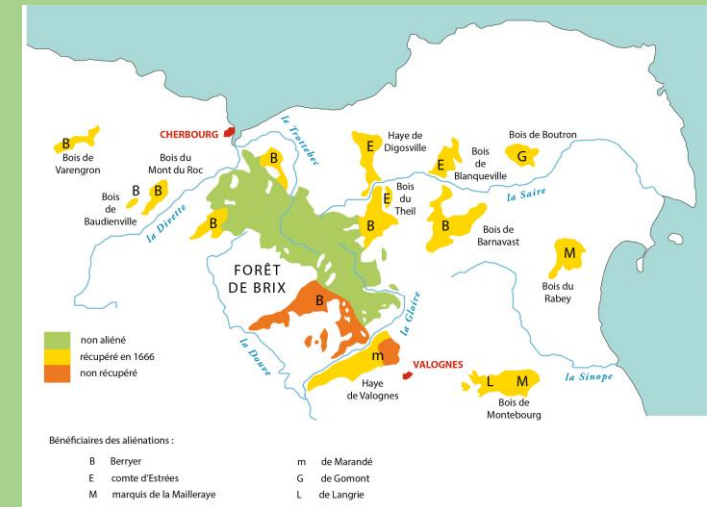 CHERBOURG
le Trottebec
B
Bois de
Varengron
Bois du
Mont du Roc
B
B
Bois
de
Baudienville
la Divette
B
B
E
Haye de
Digosville
E
Bois
de
Blanqueville
Bois de Boutron
G
la Saire
E
Bois
du
Theil
B
B
Bois de
Barnavast
M
Bois du
Rabey
FORÊT
DE BRIX
B
la Gloire
la Douve
m
VALOGNES
Haye
de Valognes
L
M
Bois de
Montebourg
la Sinope
non aliéné
récupéré en 1666
non récupéré
Bénéficiaires des aliénations :
B Berryer
E comte d'Estrées
M marquis de la Mailleraye
m de Marandé
G de Gomont
L de Langrie